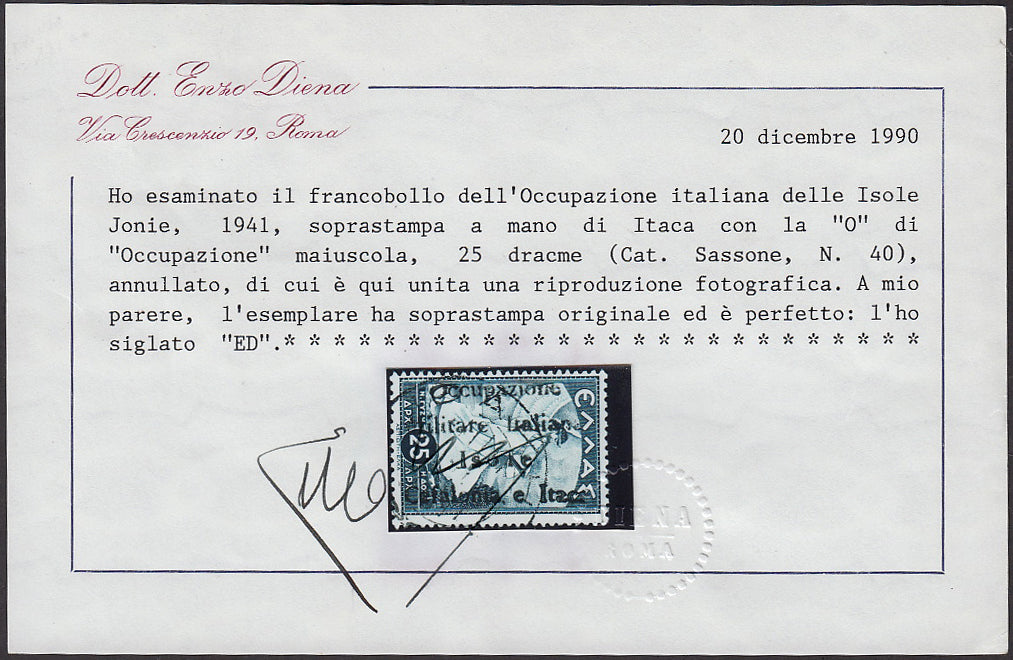 Dott. Enzo Diena
Via Crescenzio 19, Roma
20 dicembre 1990
Ho esaminato il francobollo dell'Occupazione italiana delle Isole
Jonie, 1941, soprastampa a mano di Itaca con la "O" di
"Occupazione" maiuscola, 25 dracme (Cat. Sassone, N. 40),
annullato, di cui è qui unita una riproduzione fotografica. A mio
parere, l'esemplare ha soprastampa originale ed è perfetto: l'ho
siglato "ED".* * * * * * * * * * * * * * * * * * * * * * * * * * *
Occupazione
militare Italiana
Isole
Cefalonia e Itaca
ΕΛΛΑΣ
25
ΔΡΧ
ΔΡΧ